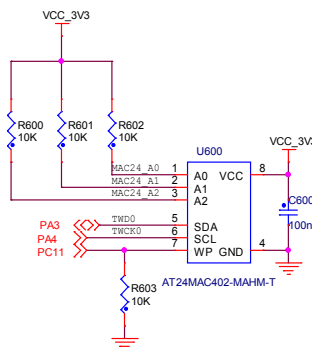 VCC_3V3
R600
10K
R601
10K
R602
10K
U600
VCC_3V3
MAC24_A0 1 A0 VCC 8
MAC24_A1 2 A1
MAC24_A2 3 A2
C600
100n
PA3 TWD0 5 SDA
PA4 TWCK0 6 SCL
PC11 7 WP GND 4
AT24MAC402-MAHM-T
R603
10K